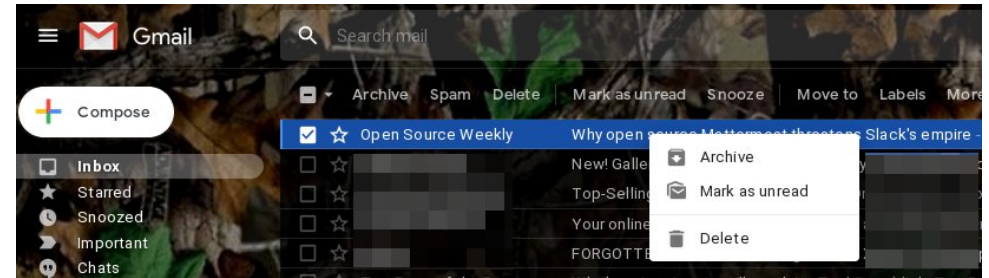 Gmail
Search mail
Compose
Archive Spam Delete Mark as unread Snooze Move to Labels More
Inbox
Starred
Snoozed
Important
Chats
Open Source Weekly Why open source Mattermost threatens Slack's empire -
New! Galle
Top-Selling
Your online
FORGOTTE
Archive
Mark as unread
Delete